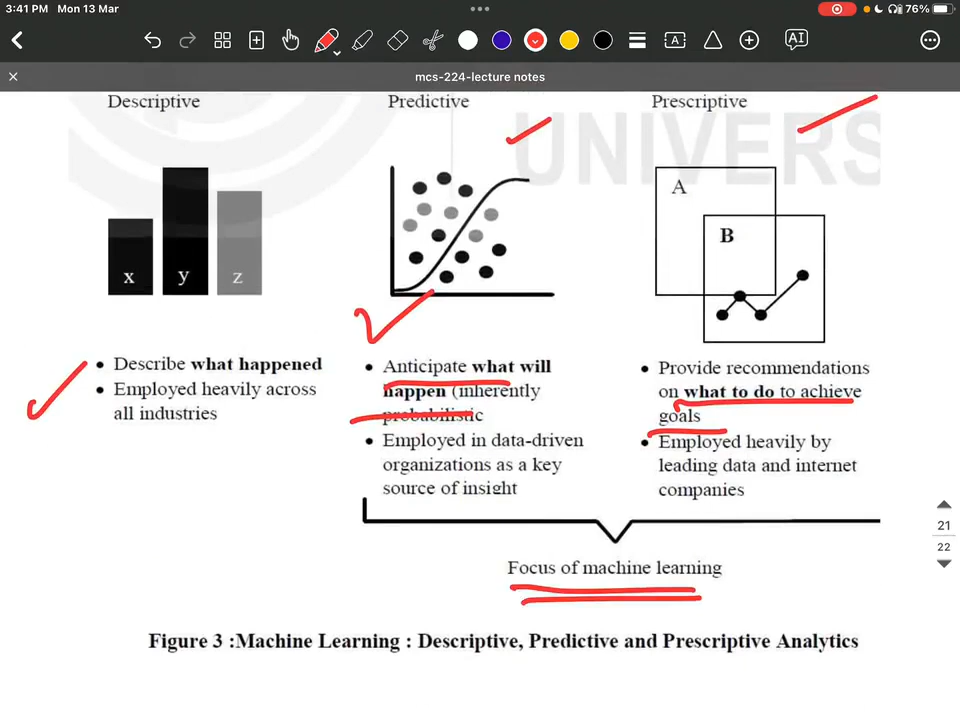 3:41 PM Mon 13 Mar
76%
A
AI
mcs-224-lecture notes
Descriptive
Predictive
Prescriptive
UNIVERS
x
y
z
A
B
• Describe what happened
• Employed heavily across
all industries
• Anticipate what will
happen (inherently
probabilistic
• Employed in data-driven
organizations as a key
source of insight
• Provide recommendations
on what to do to achieve
goals
• Employed heavily by
leading data and internet
companies
21
22
Focus of machine learning
Figure 3 :Machine Learning : Descriptive, Predictive and Prescriptive Analytics